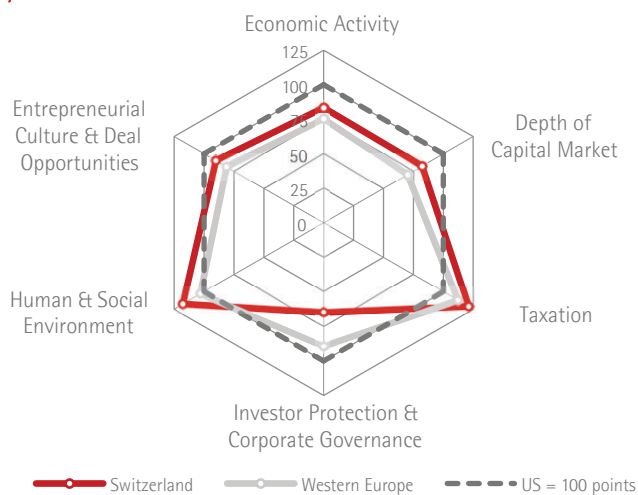 Economic Activity
125
100
75
50
25
0
Entrepreneurial
Culture & Deal
Opportunities
Depth of
Capital Market
Human & Social
Environment
Taxation
Investor Protection &
Corporate Governance
Switzerland Western Europe US = 100 points